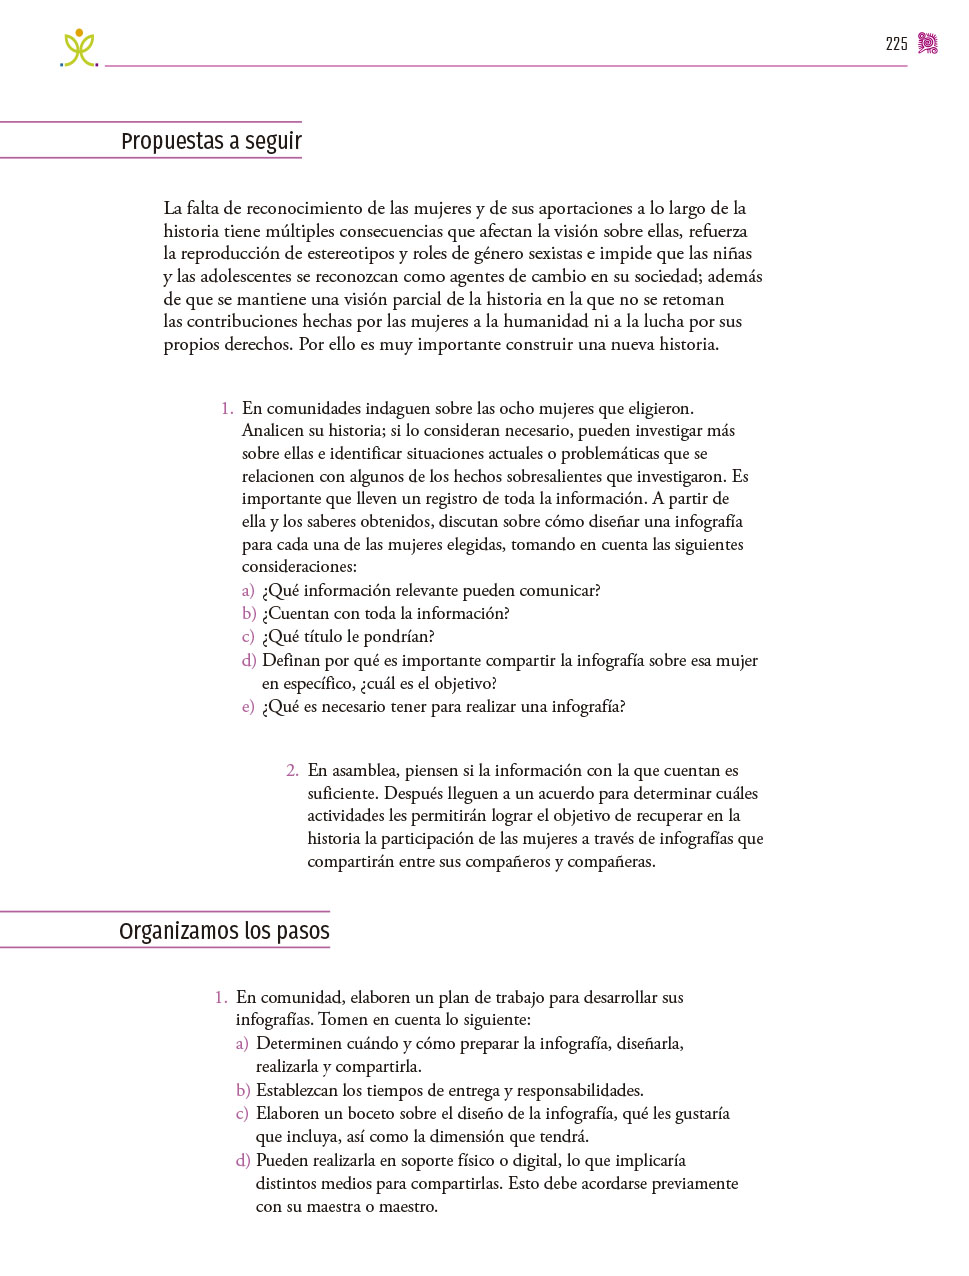 225
Propuestas a seguir
La falta de reconocimiento de las mujeres y de sus aportaciones a lo largo de la
historia tiene múltiples consecuencias que afectan la visión sobre ellas, refuerza
la reproducción de estereotipos y roles de género sexistas e impide que las niñas
y las adolescentes se reconozcan como agentes de cambio en su sociedad; además
de que se mantiene una visión parcial de la historia en la que no se retoman
las contribuciones hechas por las mujeres a la humanidad ni a la lucha por sus
propios derechos. Por ello es muy importante construir una nueva historia.
1. En comunidades indaguen sobre las ocho mujeres que eligieron.
Analicen su historia; si lo consideran necesario, pueden investigar más
sobre ellas e identificar situaciones actuales o problemáticas que se
relacionen con algunos de los hechos sobresalientes que investigaron. Es
importante que lleven un registro de toda la información. A partir de
ella y los saberes obtenidos, discutan sobre cómo diseñar una infografía
para cada una de las mujeres elegidas, tomando en cuenta las siguientes
consideraciones:
a) ¿Qué información relevante pueden comunicar?
b) ¿Cuentan con toda la información?
c) ¿Qué título le pondrían?
d) Definan por qué es importante compartir la infografía sobre esa mujer
en específico, ¿cuál es el objetivo?
e) ¿Qué es necesario tener para realizar una infografía?
2. En asamblea, piensen si la información con la que cuentan es
suficiente. Después lleguen a un acuerdo para determinar cuáles
actividades les permitirán lograr el objetivo de recuperar en la
historia la participación de las mujeres a través de infografías que
compartirán entre sus compañeros y compañeras.
Organizamos los pasos
1. En comunidad, elaboren un plan de trabajo para desarrollar sus
infografías. Tomen en cuenta lo siguiente:
a) Determinen cuándo y cómo preparar la infografía, diseñarla,
realizarla y compartirla.
b) Establezcan los tiempos de entrega y responsabilidades.
c) Elaboren un boceto sobre el diseño de la infografía, qué les gustaría
que incluya, así como la dimensión que tendrá.
d) Pueden realizarla en soporte físico o digital, lo que implicaría
distintos medios para compartirlas. Esto debe acordarse previamente
con su maestra o maestro.